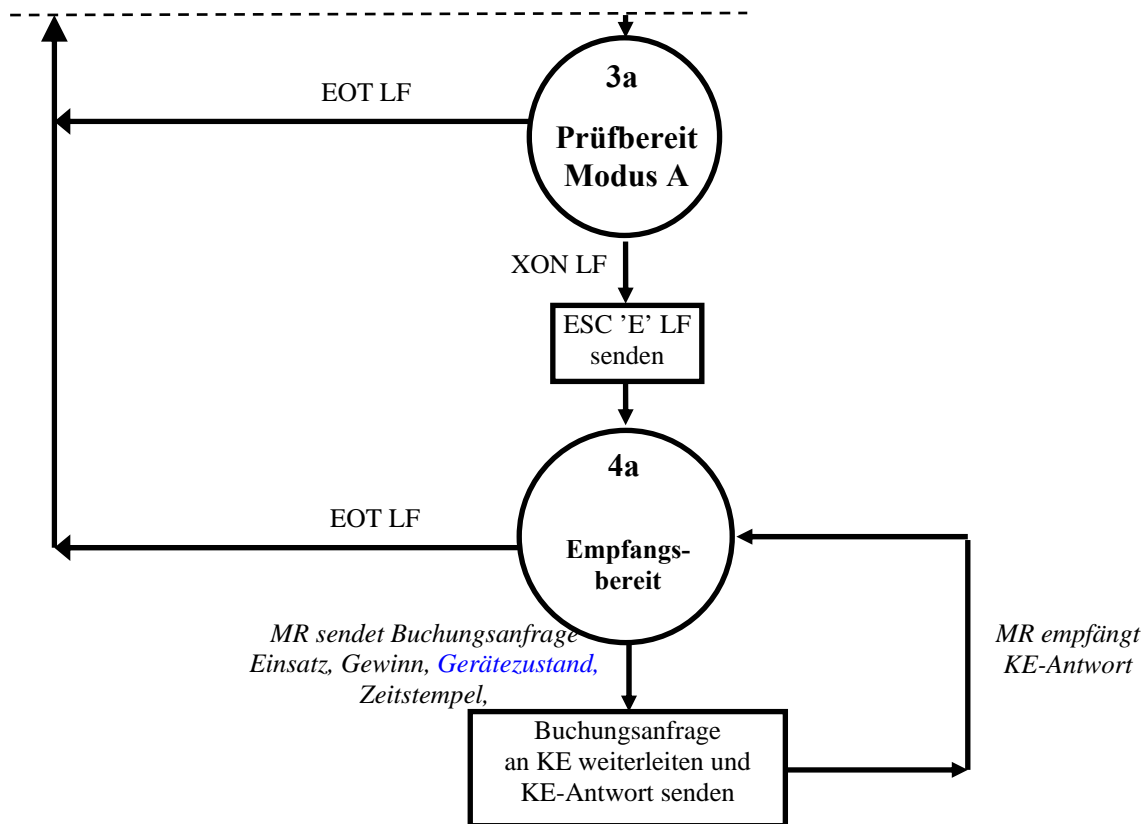 3a
EOT LF
Prüfbereit
Modus A
XON LF
ESC ’E’ LF
senden
4a
EOT LF
Empfangs-
bereit
MR sendet Buchungsanfrage
Einsatz, Gewinn, Gerätezustand,
Zeitstempel,
MR empfängt
KE-Antwort
Buchungsanfrage
an KE weiterleiten und
KE-Antwort senden